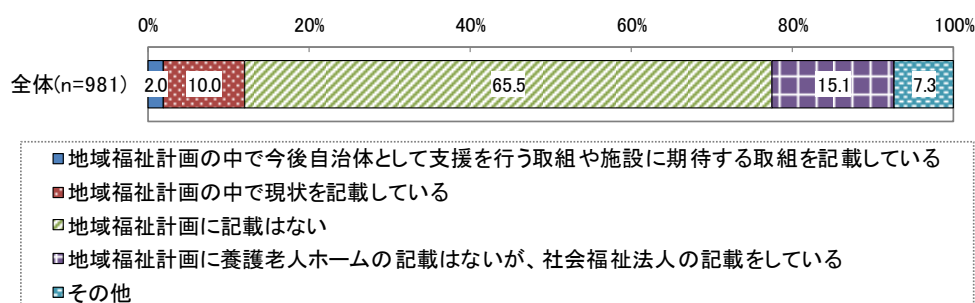 0% 20% 40% 60% 80% 100%
全体(n=981) 2.0 10.0 65.5 15.1 7.3
地域福祉計画の中で今後自治体として支援を行う取組や施設に期待する取組を記載している
地域福祉計画の中で現状を記載している
地域福祉計画に記載はない
地域福祉計画に養護老人ホームの記載はないが、社会福祉法人の記載をしている
その他